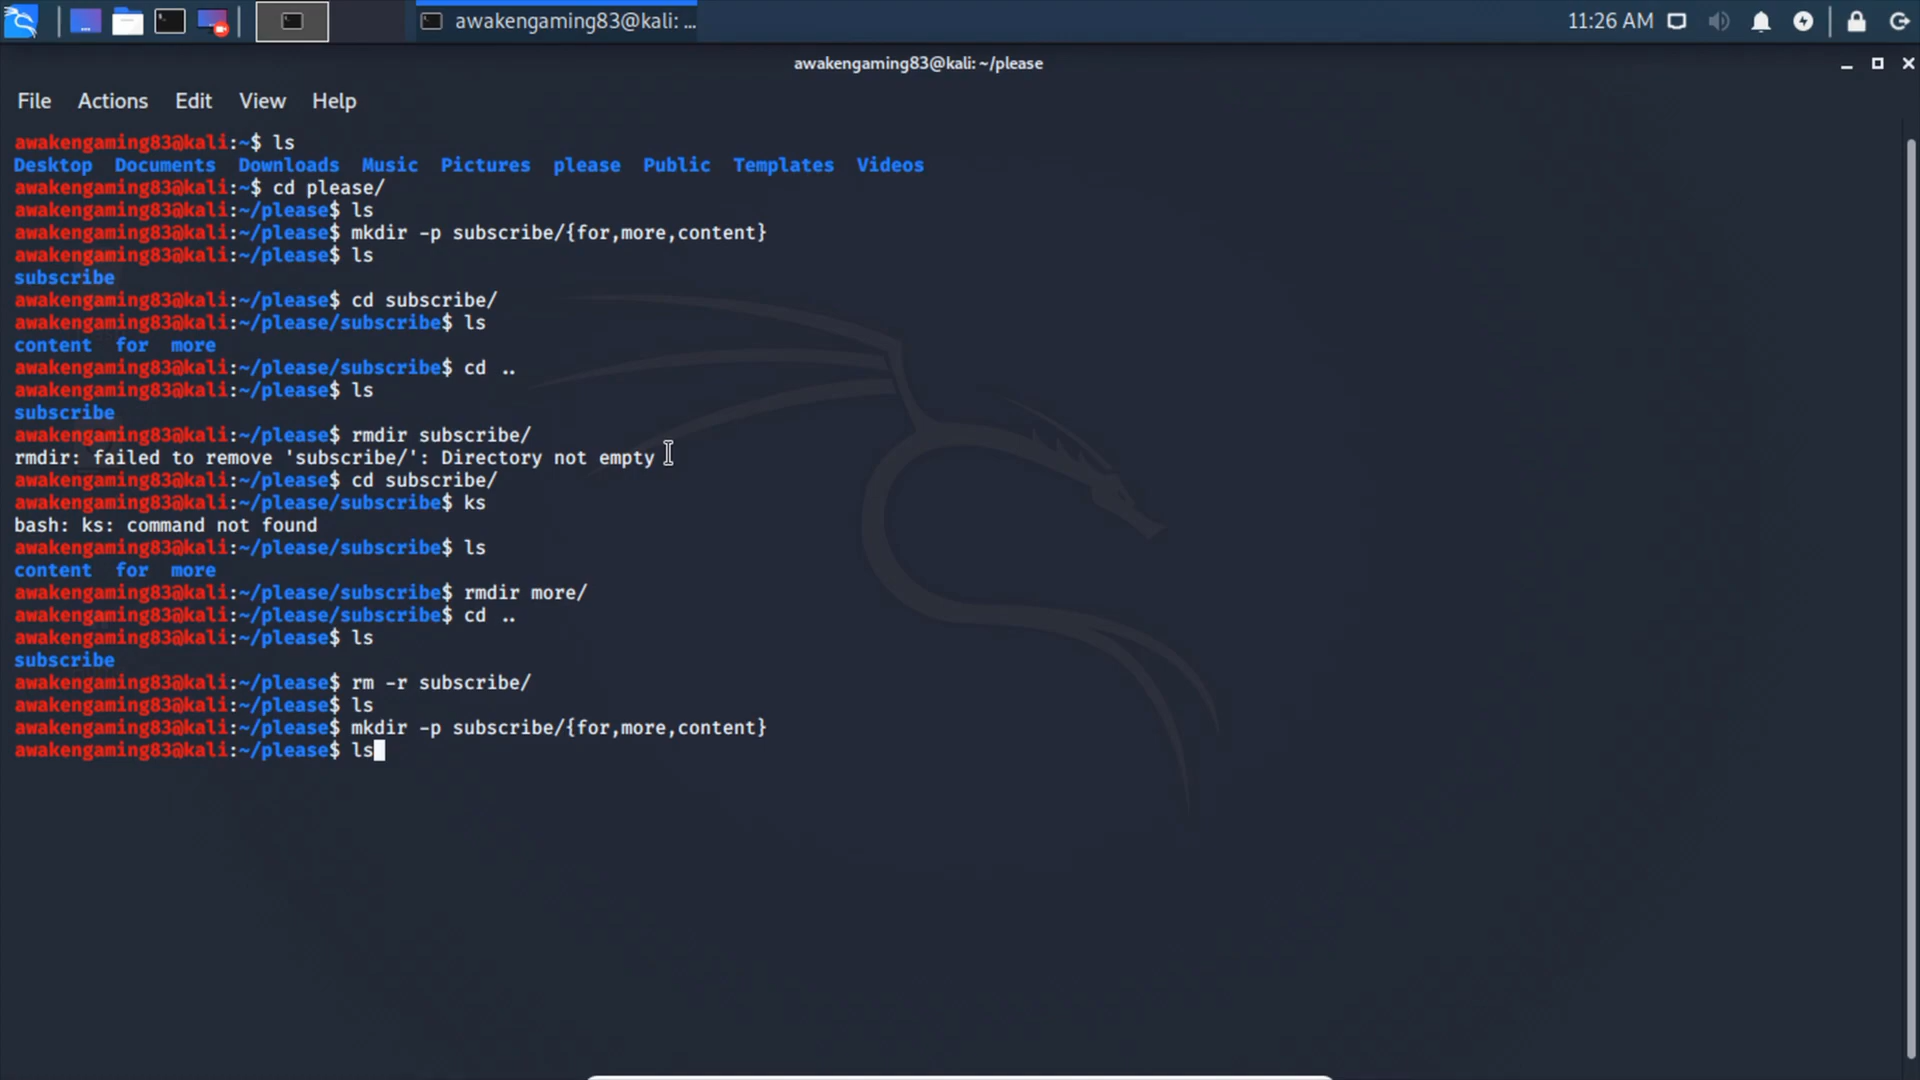 awakengaming83@kali: ...
11:26 AM
awakengaming83@kali: ~/please
File Actions Edit View Help
awakengaming83@kali:~$ ls
Desktop Documents Downloads Music Pictures please Public Templates Videos
awakengaming83@kali:~$ cd please/
awakengaming83@kali:~/please$ ls
awakengaming83@kali:~/please$ mkdir -p subscribe/{for,more,content}
awakengaming83@kali:~/please$ ls
subscribe
awakengaming83@kali:~/please$ cd subscribe/
awakengaming83@kali:~/please/subscribe$ ls
content for more
awakengaming83@kali:~/please/subscribe$ cd ..
awakengaming83@kali:~/please$ ls
subscribe
awakengaming83@kali:~/please$ rmdir subscribe/
rmdir: failed to remove 'subscribe/': Directory not empty
awakengaming83@kali:~/please$ cd subscribe/
awakengaming83@kali:~/please/subscribe$ ks
bash: ks: command not found
awakengaming83@kali:~/please/subscribe$ ls
content for more
awakengaming83@kali:~/please/subscribe$ rmdir more/
awakengaming83@kali:~/please/subscribe$ cd ..
awakengaming83@kali:~/please$ ls
subscribe
awakengaming83@kali:~/please$ rm -r subscribe/
awakengaming83@kali:~/please$ ls
awakengaming83@kali:~/please$ mkdir -p subscribe/{for,more,content}
awakengaming83@kali:~/please$ ls